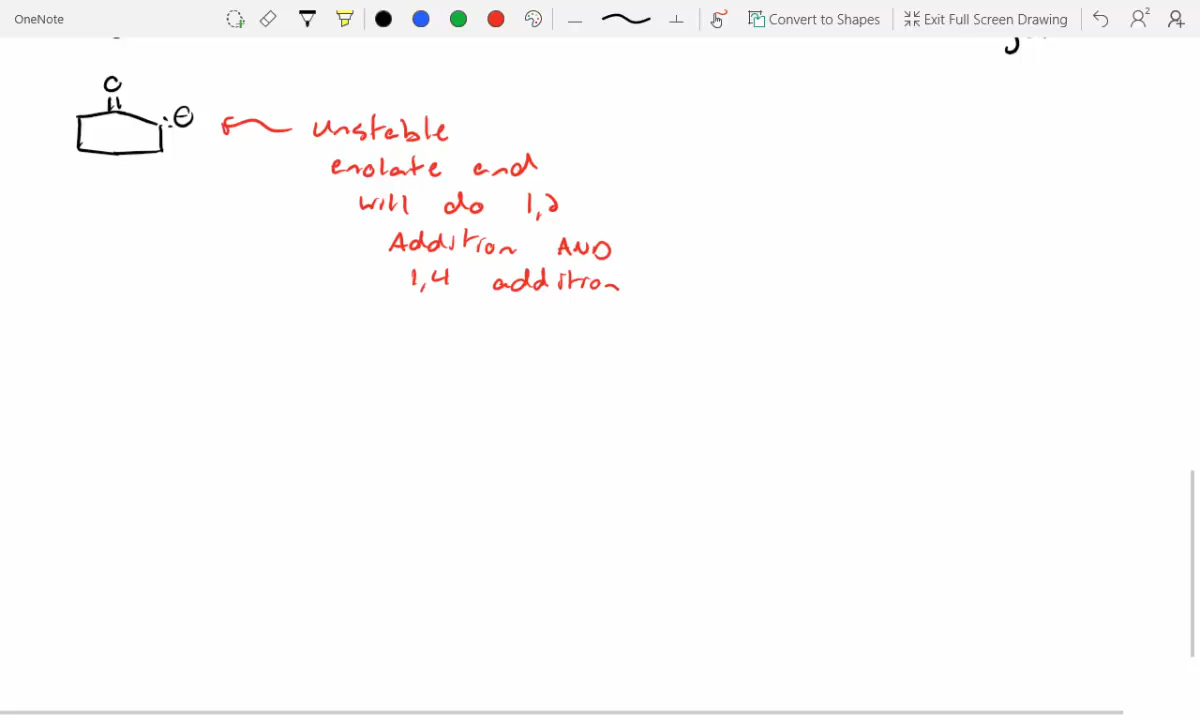 OneNote
Convert to Shapes
Exit Full Screen Drawing
O
⊖
unstable
enolate and
will do 1,2
Addition AND
1,4 addition